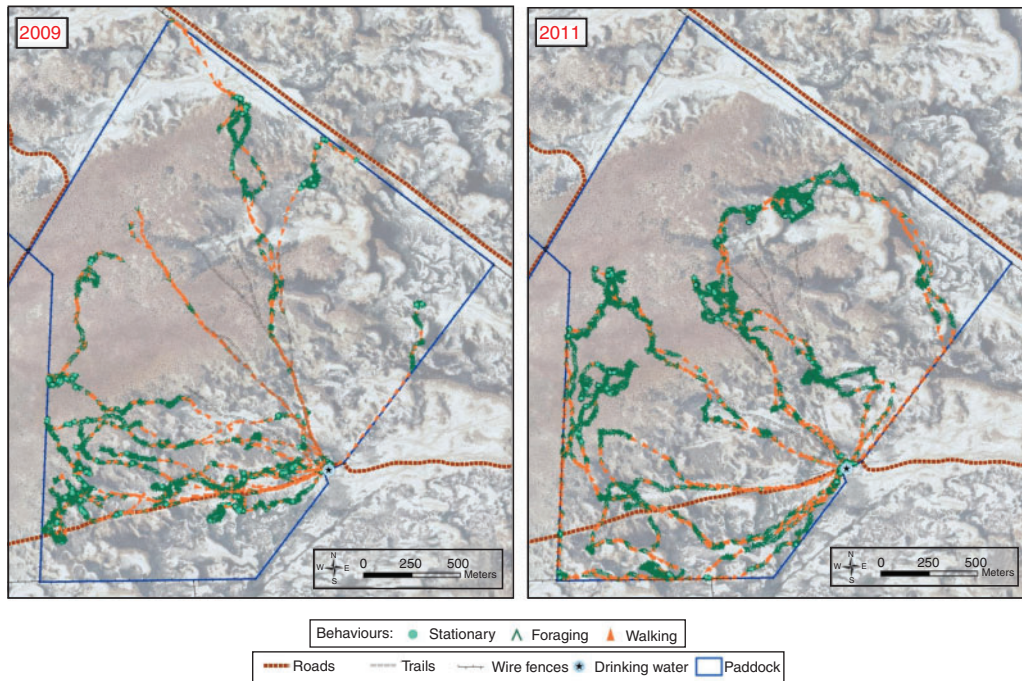 2009
2011
N
W E
S
0 250 500
Meters
N
W E
S
0 250 500
Meters
Behaviours: Stationary Foraging Walking
Roads Trails Wire fences Drinking water Paddock